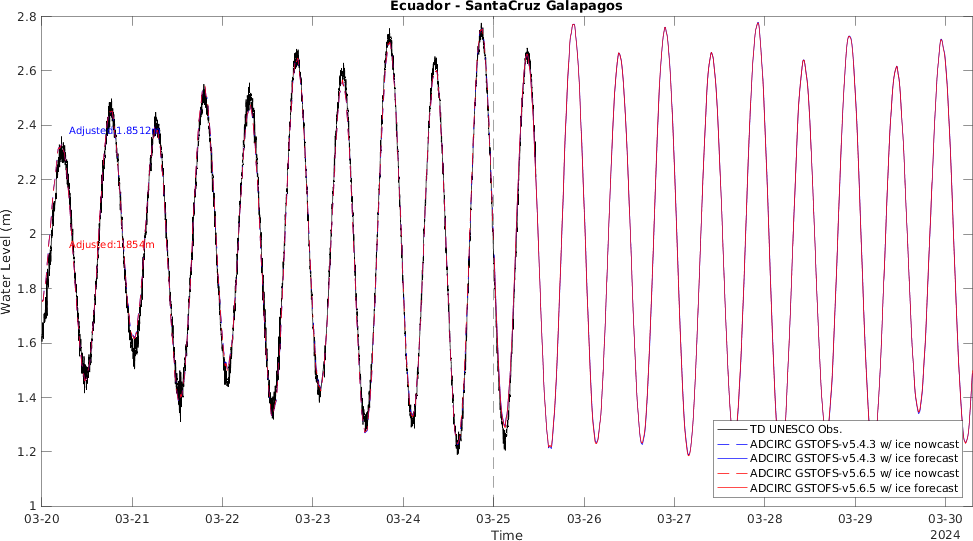 Ecuador - SantaCruz Galapagos
2.8
2.6
2.4
2.2
2
1.8
1.6
1.4
1.2
1
Water Level (m)
Adjusted:1.8512m
Adjusted:1.854m
TD UNESCO Obs.
ADCIRC GSTOFS-v5.4.3 w/ ice nowcast
ADCIRC GSTOFS-v5.4.3 w/ ice forecast
ADCIRC GSTOFS-v5.6.5 w/ ice nowcast
ADCIRC GSTOFS-v5.6.5 w/ ice forecast
03-20 03-21 03-22 03-23 03-24 03-25 03-26 03-27 03-28 03-29 03-30
Time 2024